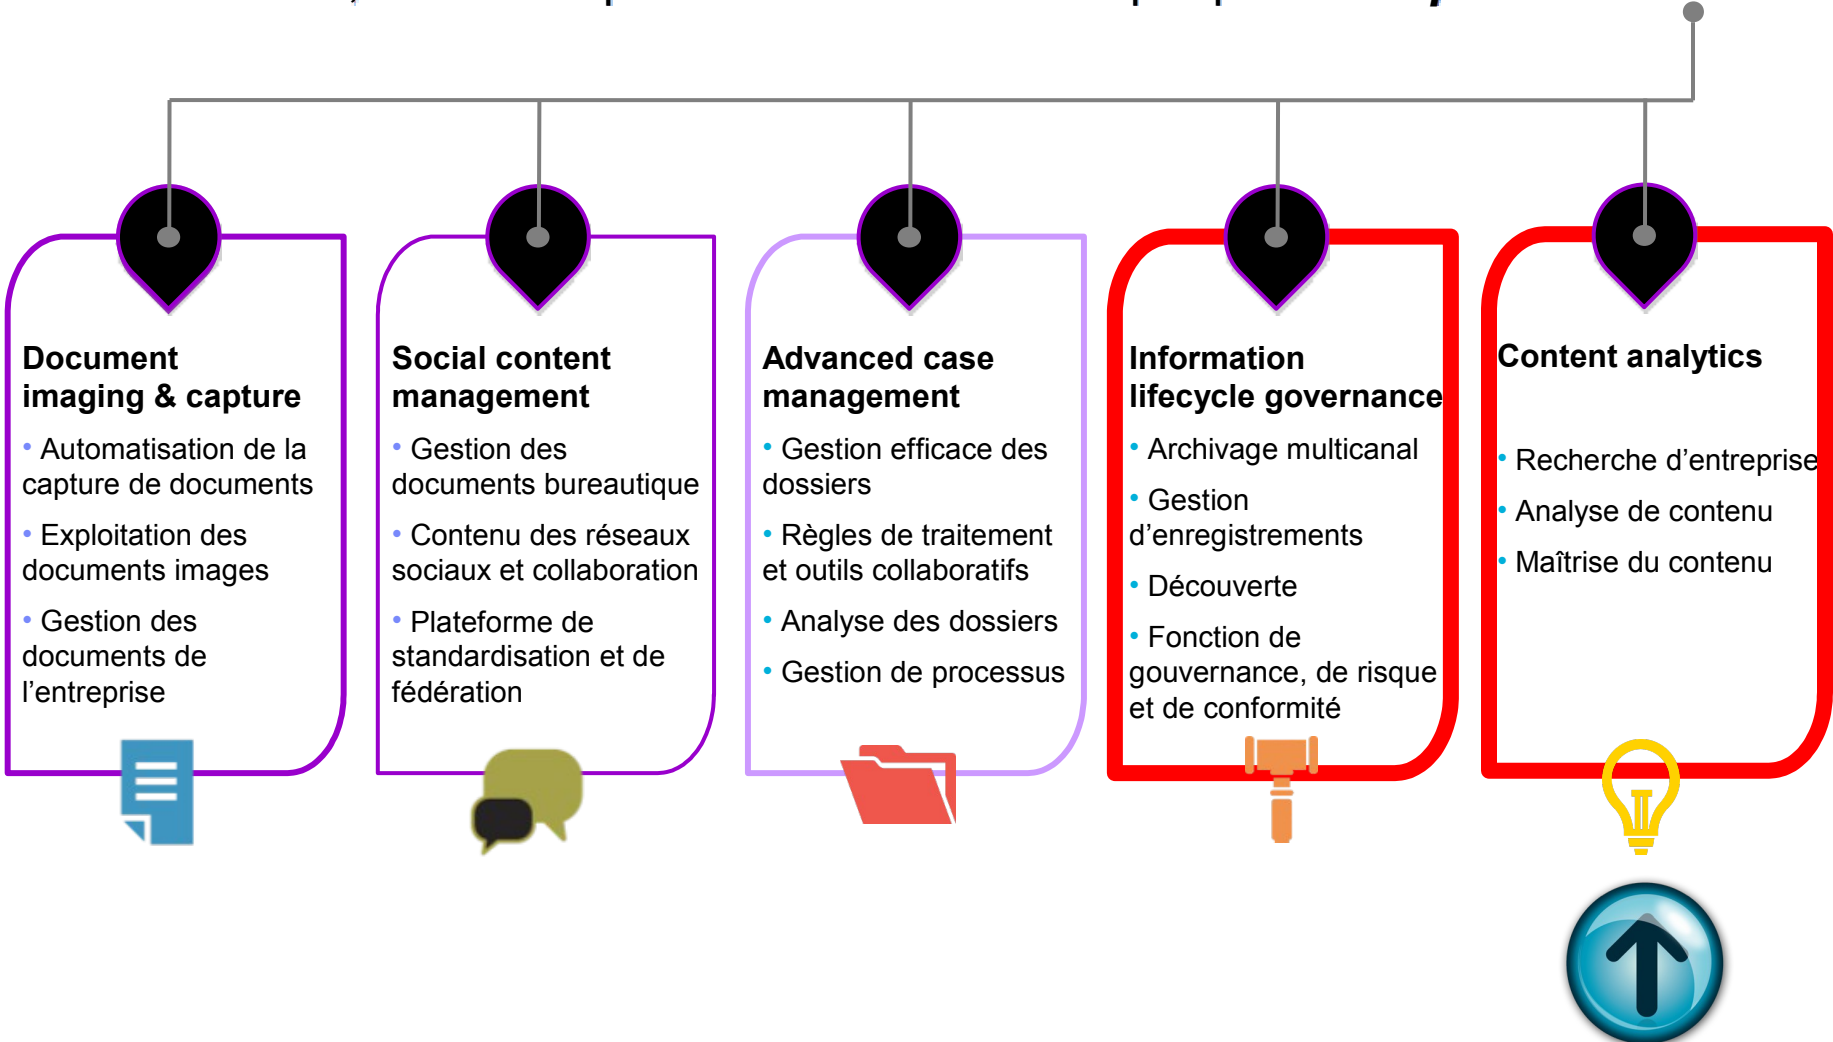 Document
imaging & capture
• Automatisation de la
capture de documents
• Exploitation des
documents images
• Gestion des
documents de
l’entreprise
Social content
management
• Gestion des
documents bureautique
• Contenu des réseaux
sociaux et collaboration
• Plateforme de
standardisation et de
fédération
Advanced case
management
• Gestion efficace des
dossiers
• Règles de traitement
et outils collaboratifs
• Analyse des dossiers
• Gestion de processus
Information
lifecycle governance
• Archivage multicanal
• Gestion
d’enregistrements
• Découverte
• Fonction de
gouvernance, de risque
et de conformité
Content analytics
• Recherche d’entreprise
• Analyse de contenu
• Maîtrise du contenu